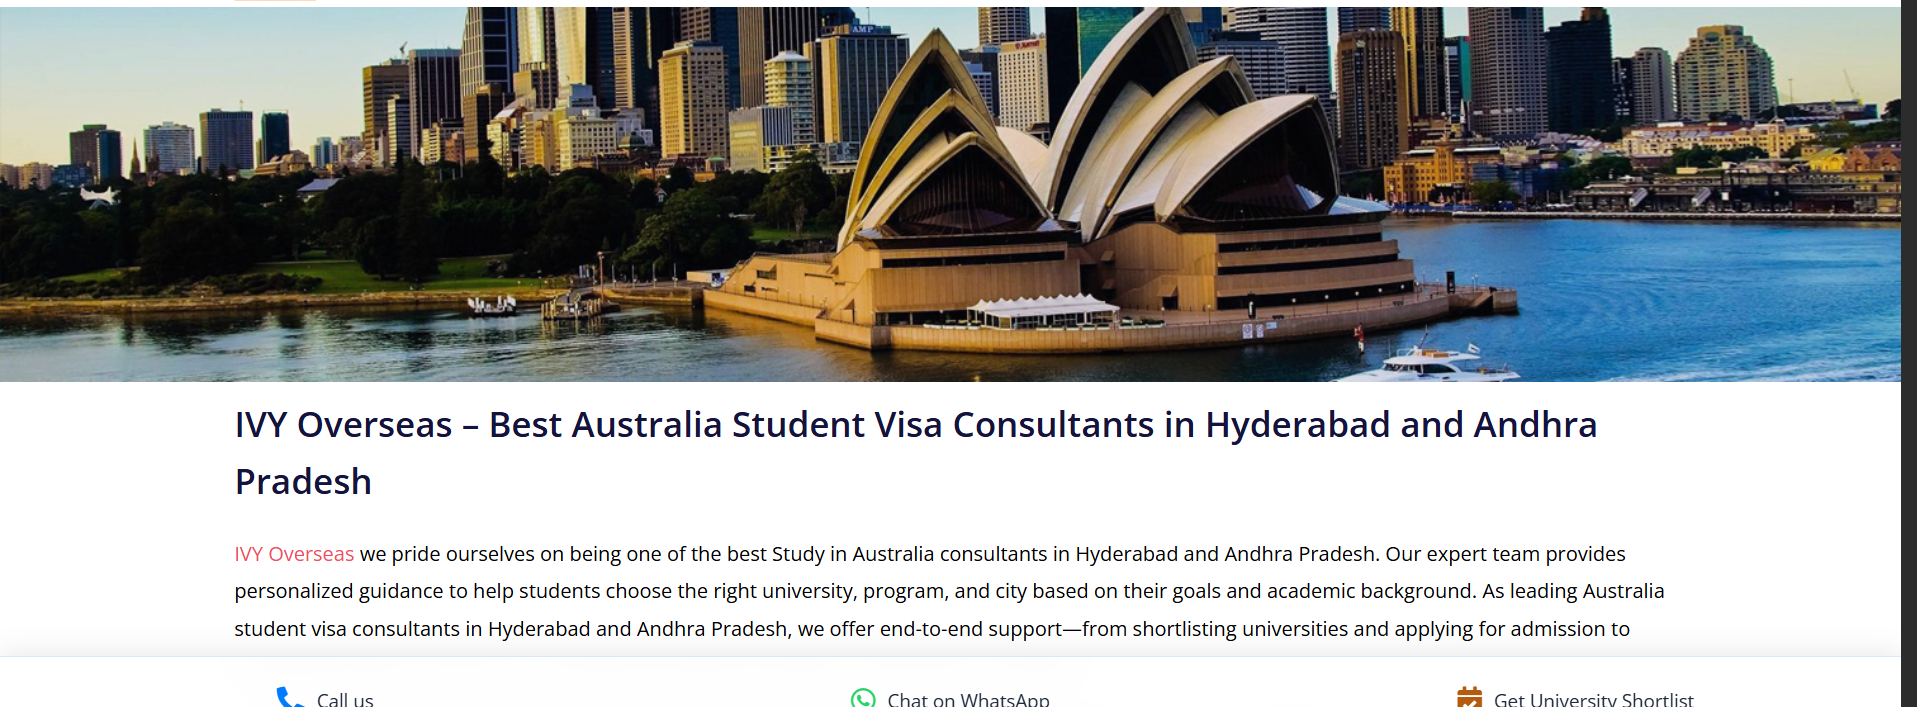 AMP
IVY Overseas – Best Australia Student Visa Consultants in Hyderabad and Andhra
Pradesh
IVY Overseas we pride ourselves on being one of the best Study in Australia consultants in Hyderabad and Andhra Pradesh. Our expert team provides
personalized guidance to help students choose the right university, program, and city based on their goals and academic background. As leading Australia
student visa consultants in Hyderabad and Andhra Pradesh, we offer end-to-end support—from shortlisting universities and applying for admission to
Call us
Chat on WhatsApp
Get University Shortlist